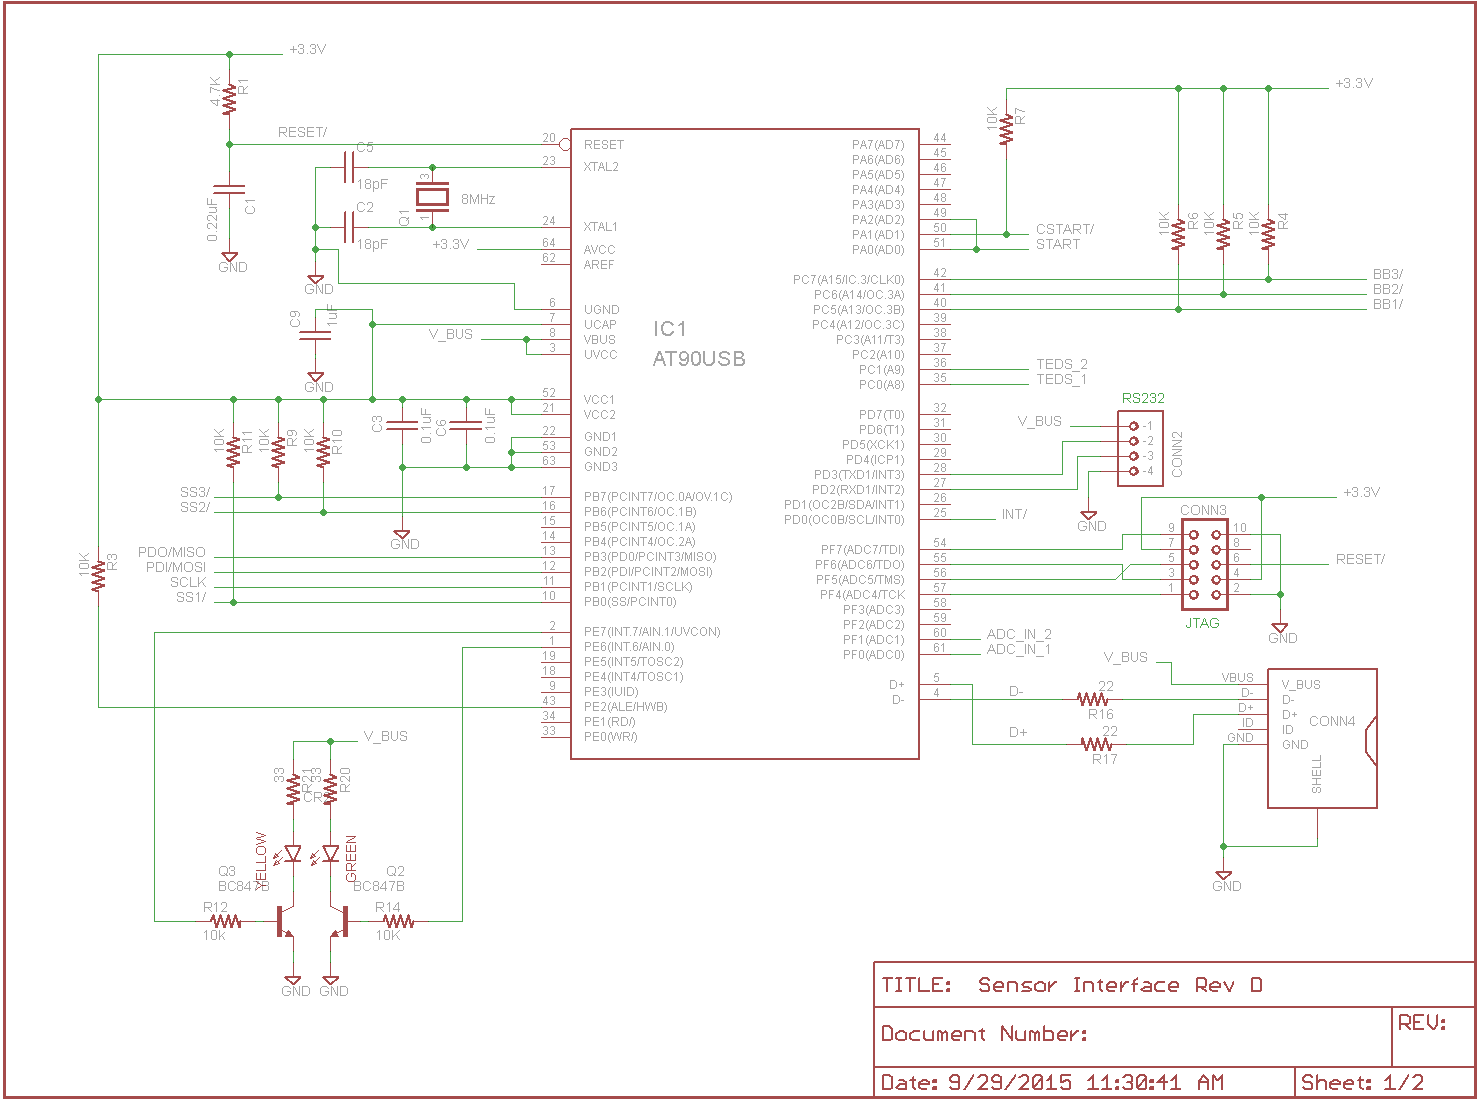 +3.3V
4.7K
R1
RESET/
0.22uF
C1
GND
C5
18pF
C2
18pF
Q1
3
1
8MHz
+3.3V
GND
C9
1uF
GND
V_BUS
C3
0.1uF
C6
0.1uF
GND
10K
R11
10K
R9
10K
R10
SS3/
SS2/
PDO/MISO
PDI/MOSI
SCLK
SS1/
10K
R3
IC1
AT90USB
20 RESET
23 XTAL2
24 XTAL1
64 AVCC
62 AREF
6 UGND
7 UCAP
8 VBUS
3 UVCC
52 VCC1
21 VCC2
22 GND1
53 GND2
63 GND3
17 PB7(PCINT7/OC.0A/OV.1C)
16 PB6(PCINT6/OC.1B)
15 PB5(PCINT5/OC.1A)
14 PB4(PCINT4/OC.2A)
13 PB3(PD0/PCINT3/MISO)
12 PB2(PDI/PCINT2/MOSI)
11 PB1(PCINT1/SCLK)
10 PB0(SS/PCINT0)
2 PE7(INT.7/AIN.1/UVCON)
1 PE6(INT.6/AIN.0)
19 PE5(INT5/TOSC2)
18 PE4(INT4/TOSC1)
9 PE3(IUID)
43 PE2(ALE/HWB)
34 PE1(RD/)
33 PE0(WR/)
PA7(AD7) 44
PA6(AD6) 45
PA5(AD5) 46
PA4(AD4) 47
PA3(AD3) 48
PA2(AD2) 49
PA1(AD1) 50
PA0(AD0) 51
PC7(A15/IC.3/CLK0) 42
PC6(A14/OC.3A) 41
PC5(A13/OC.3B) 40
PC4(A12/OC.3C) 39
PC3(A11/T3) 38
PC2(A10) 37
PC1(A9) 36
PC0(A8) 35
PD7(T0) 32
PD6(T1) 31
PD5(XCK1) 30
PD4(ICP1) 29
PD3(TXD1/INT3) 28
PD2(RXD1/INT2) 27
PD1(OC2B/SDA/INT1) 26
PD0(OC0B/SCL/INT0) 25
PF7(ADC7/TDI) 54
PF6(ADC6/TDO) 55
PF5(ADC5/TMS) 56
PF4(ADC4/TCK 57
PF3(ADC3) 58
PF2(ADC2) 59
PF1(ADC1) 60
PF0(ADC0) 61
D+ 5
D- 4
10K
R7
CSTART/
START
+3.3V
10K
R6
10K
R5
10K
R4
BB3/
BB2/
BB1/
TEDS_2
TEDS_1
RS232
V_BUS
-1
-2
-3
-4
CONN2
GND
INT/
+3.3V
CONN3
9 10
7 8
5 6
3 4
1 2
JTAG
RESET/
GND
ADC_IN_2
ADC_IN_1
V_BUS
D-
22
R16
D+
22
R17
VBUS
D-
D+
ID
GND
V_BUS
D-
D+
ID
GND
CONN4
SHELL
GND
V_BUS
33
R21
33
R20
CR
YELLOW
GREEN
Q3
BC847B
Q2
BC847B
R12
10k
R14
10K
GND
GND
TITLE: Sensor Interface Rev D
Document Number:
REV:
Date: 9/29/2015 11:30:41 AM
Sheet: 1/2